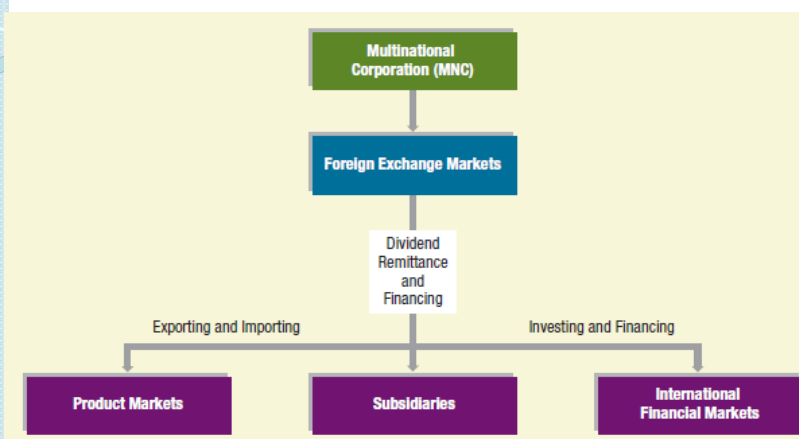 Multinational
Corporation (MNC)
Foreign Exchange Markets
Dividend
Remittance
and
Financing
Exporting and Importing
Investing and Financing
Product Markets
Subsidiaries
International
Financial Markets